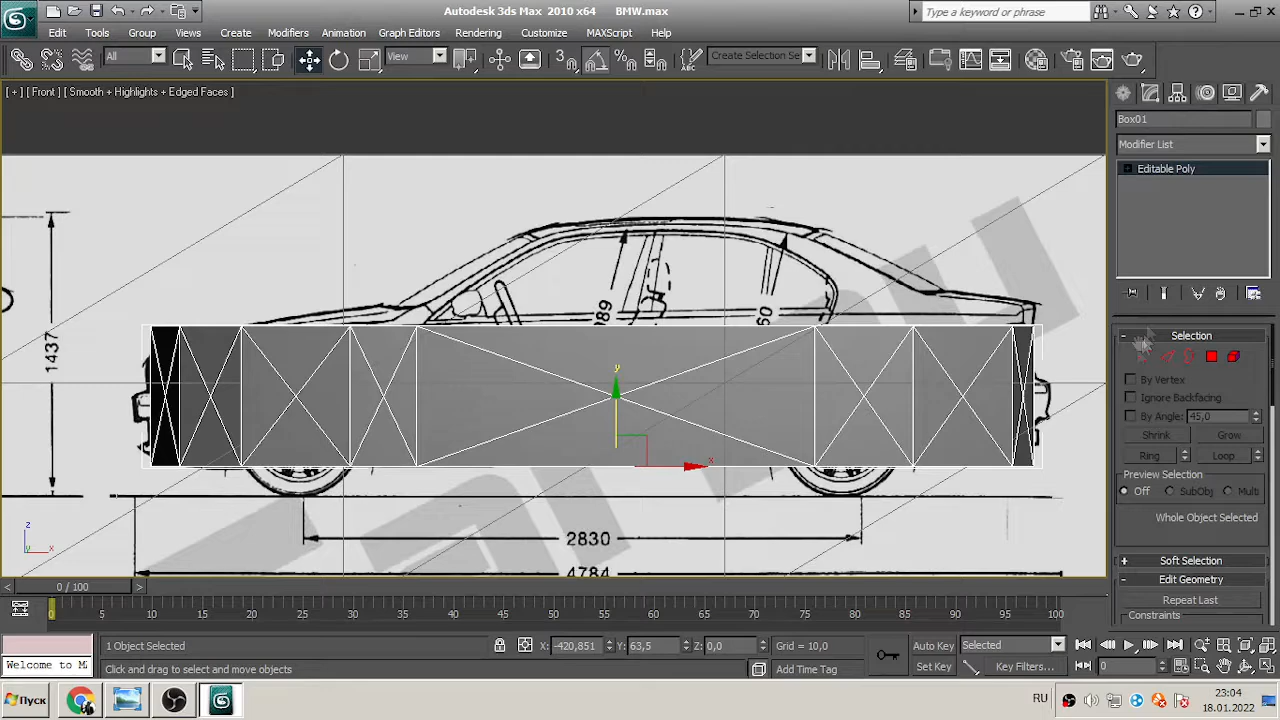 Autodesk 3ds Max 2010 x64 BMW.max
Type a keyword or phrase
Edit Tools Group Views Create Modifiers Animation Graph Editors Rendering Customize MAXScript Help
All View 3 Create Selection Se
[ + ] [ Front ] [ Smooth + Highlights + Edged Faces ]
Box01
Modifier List
Editable Poly
1437
989
60
2830
4784
y
x
z
x
Selection
By Vertex
Ignore Backfacing
By Angle: 45,0
Shrink Grow
Ring Loop
Preview Selection
Off SubObj Multi
Whole Object Selected
Soft Selection
Edit Geometry
Repeat Last
Constraints
< 0 / 100 >
0 5 10 15 20 25 30 35 40 45 50 55 60 65 70 75 80 85 90 95 100
1 Object Selected X: -420,851 Y: 63,5 Z: 0,0 Grid = 10,0 Auto Key Selected
Welcome to M Click and drag to select and move objects Add Time Tag Set Key Key Filters... 0
Пуск RU 23:04
18.01.2022